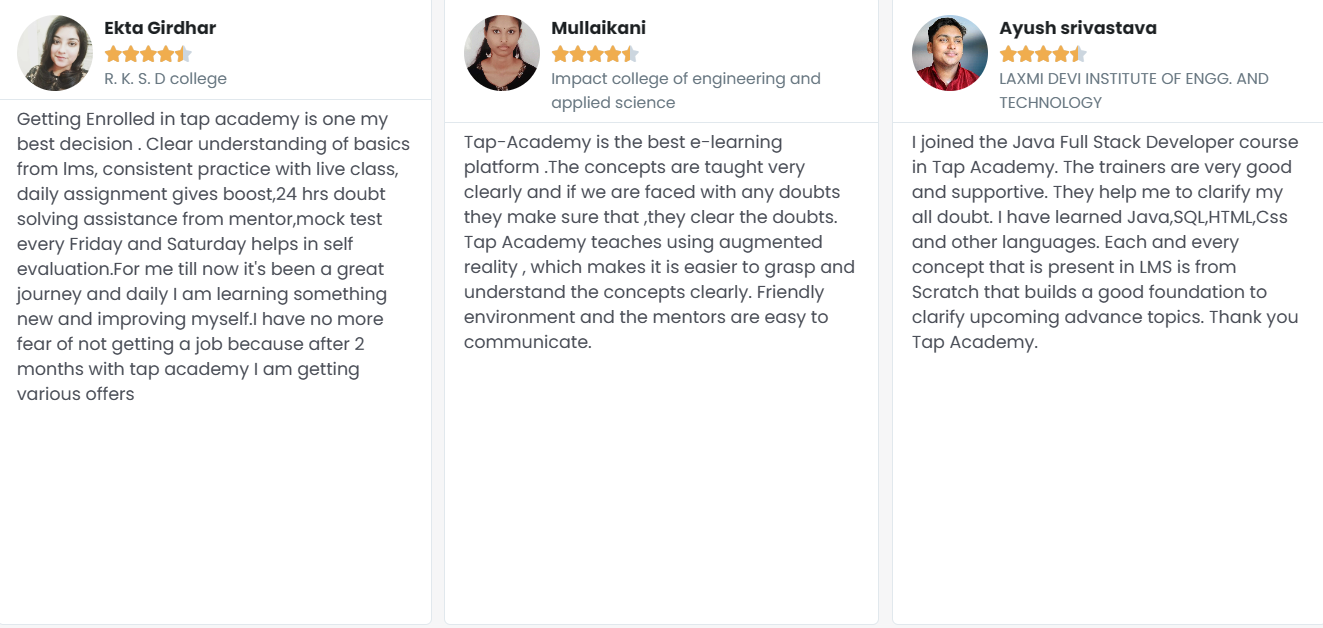 Ekta Girdhar
R. K. S. D college
Getting Enrolled in tap academy is one my
best decision . Clear understanding of basics
from lms, consistent practice with live class,
daily assignment gives boost,24 hrs doubt
solving assistance from mentor,mock test
every Friday and Saturday helps in self
evaluation.For me till now it's been a great
journey and daily I am learning something
new and improving myself.I have no more
fear of not getting a job because after 2
months with tap academy I am getting
various offers
Mullaikani
Impact college of engineering and
applied science
Tap-Academy is the best e-learning
platform .The concepts are taught very
clearly and if we are faced with any doubts
they make sure that ,they clear the doubts.
Tap Academy teaches using augmented
reality , which makes it is easier to grasp and
understand the concepts clearly. Friendly
environment and the mentors are easy to
communicate.
Ayush srivastava
LAXMI DEVI INSTITUTE OF ENGG. AND
TECHNOLOGY
I joined the Java Full Stack Developer course
in Tap Academy. The trainers are very good
and supportive. They help me to clarify my
all doubt. I have learned Java,SQL,HTML,Css
and other languages. Each and every
concept that is present in LMS is from
Scratch that builds a good foundation to
clarify upcoming advance topics. Thank you
Tap Academy.